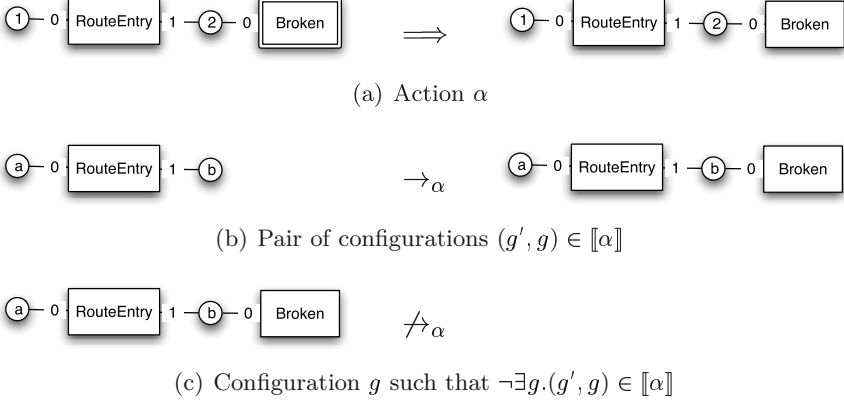 1 0 RouteEntry 1 2 0 Broken ⟹ 1 0 RouteEntry 1 2 0 Broken
(a) Action α
a 0 RouteEntry 1 b →α a 0 RouteEntry 1 b 0 Broken
(b) Pair of configurations (g′, g) ∈ ⟦α⟧
a 0 RouteEntry 1 b 0 Broken ↛α
(c) Configuration g such that ¬∃g.(g′, g) ∈ ⟦α⟧